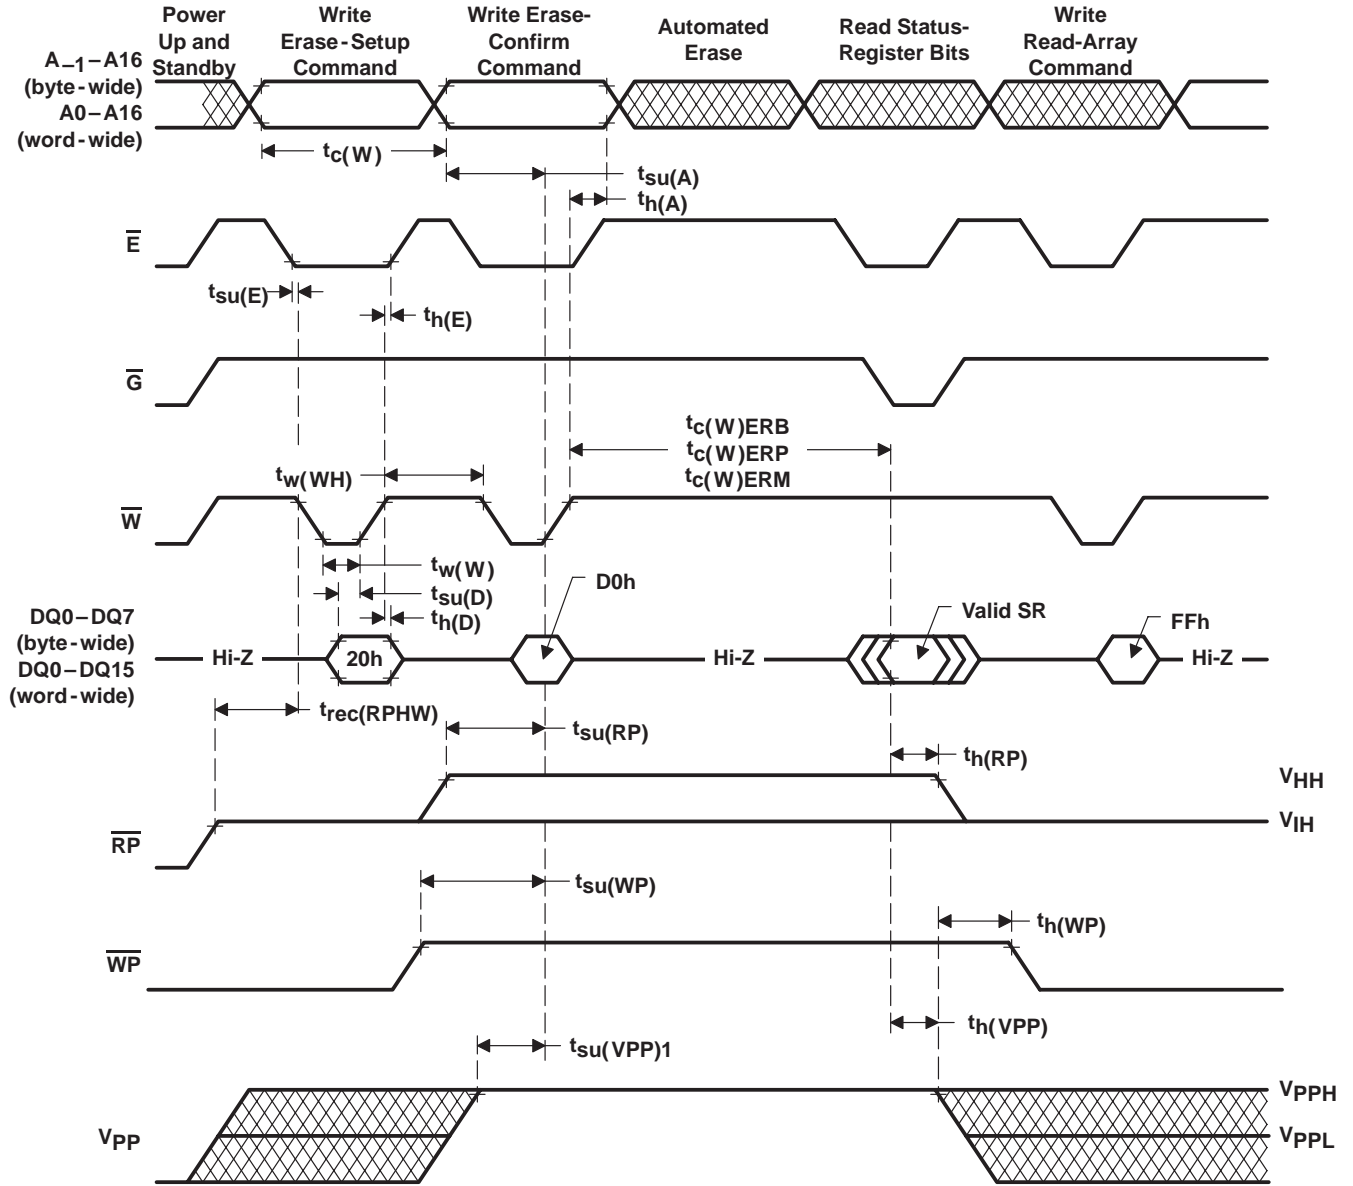 Power
Up and
Standby
Write
Erase-Setup
Command
Write Erase-
Confirm
Command
Automated
Erase
Read Status-
Register Bits
Write
Read-Array
Command
A–1–A16
(byte-wide)
A0–A16
(word-wide)
tc(W)
tsu(A)
th(A)
E
tsu(E)
th(E)
G
tc(W)ERB
tc(W)ERP
tc(W)ERM
tw(WH)
W
tw(W)
tsu(D)
th(D)
D0h
Valid SR
FFh
DQ0–DQ7
(byte-wide)
DQ0–DQ15
(word-wide)
Hi-Z
20h
Hi-Z
Hi-Z
trec(RPHW)
tsu(RP)
th(RP)
VHH
VIH
RP
tsu(WP)
th(WP)
WP
th(VPP)
tsu(VPP)1
VPPH
VPPL
VPP